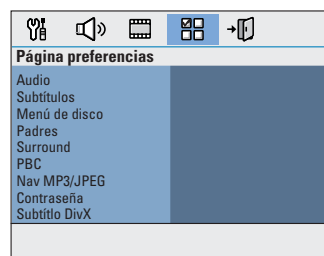 Página preferencias
Audio
Subtítulos
Menú de disco
Padres
Surround
PBC
Nav MP3/JPEG
Contraseña
Subtítlo DivX